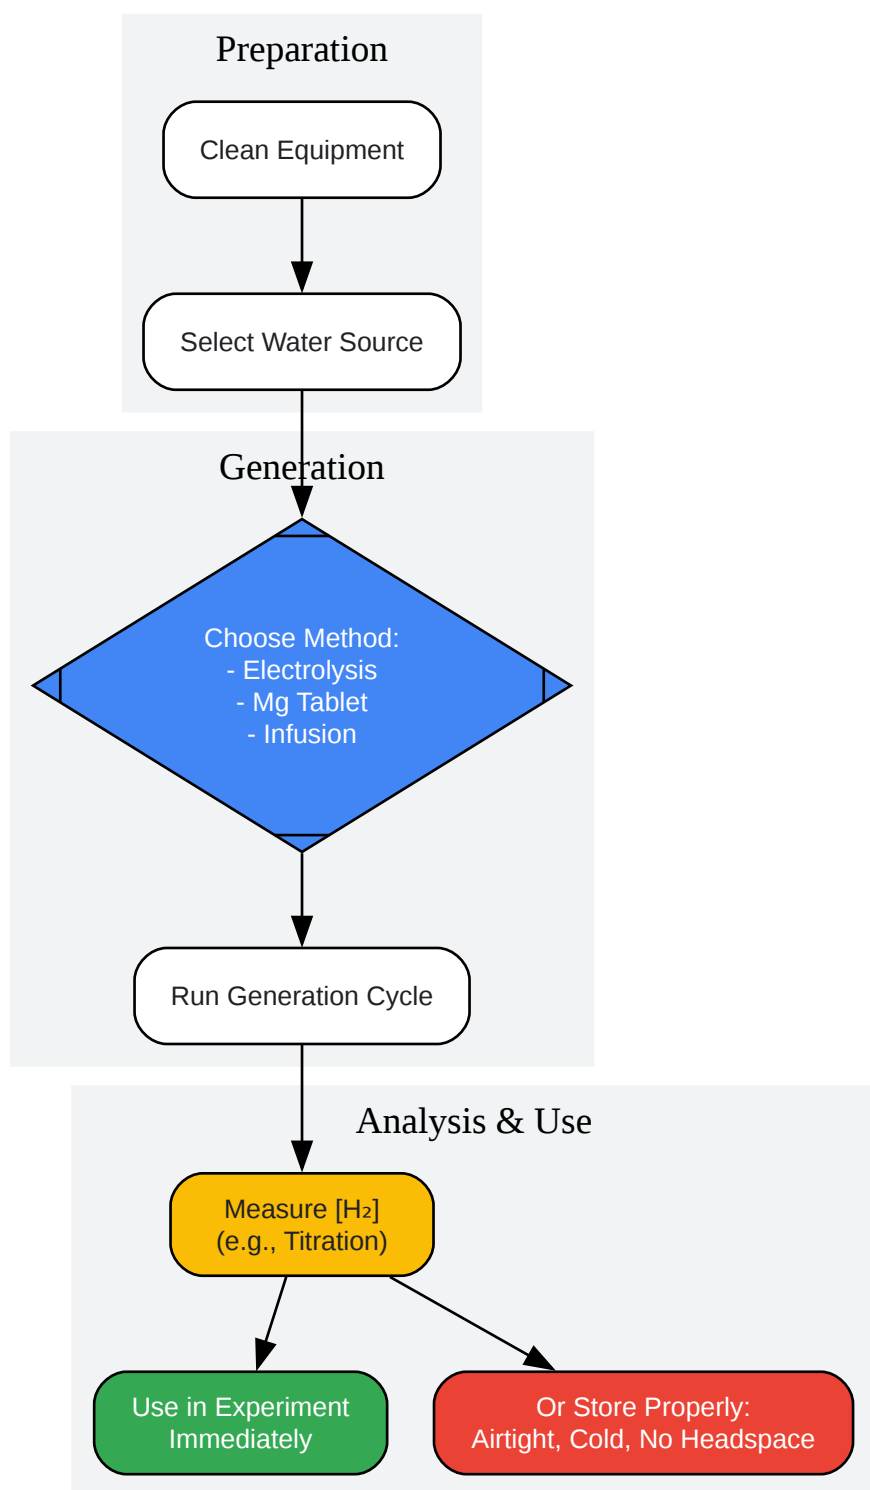 Preparation
Clean Equipment
Select Water Source
Generation
Choose Method:
- Electrolysis
- Mg Tablet
- Infusion
Run Generation Cycle
Analysis & Use
Measure [H₂]
(e.g., Titration)
Use in Experiment
Immediately
Or Store Properly:
Airtight, Cold, No Headspace